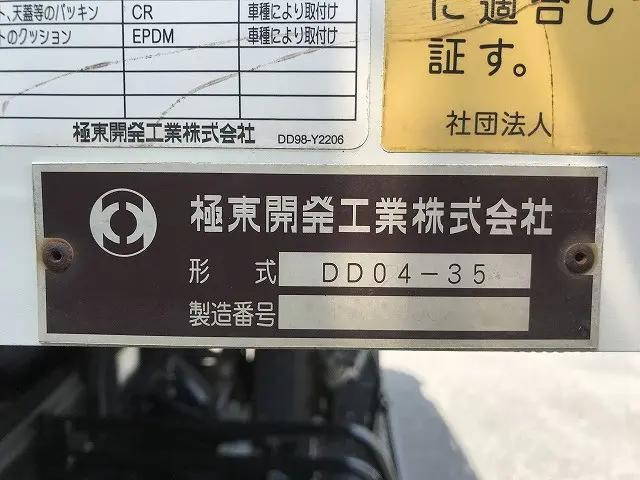 ト、天蓋等のパッキン CR 車種により取付け
トのクッション EPDM 車種により取付け
極東開発工業株式会社 DD98-Y2206
に適合し
証す。
社団法人
極東開発工業株式会社
形 式 DD04-35
製造番号